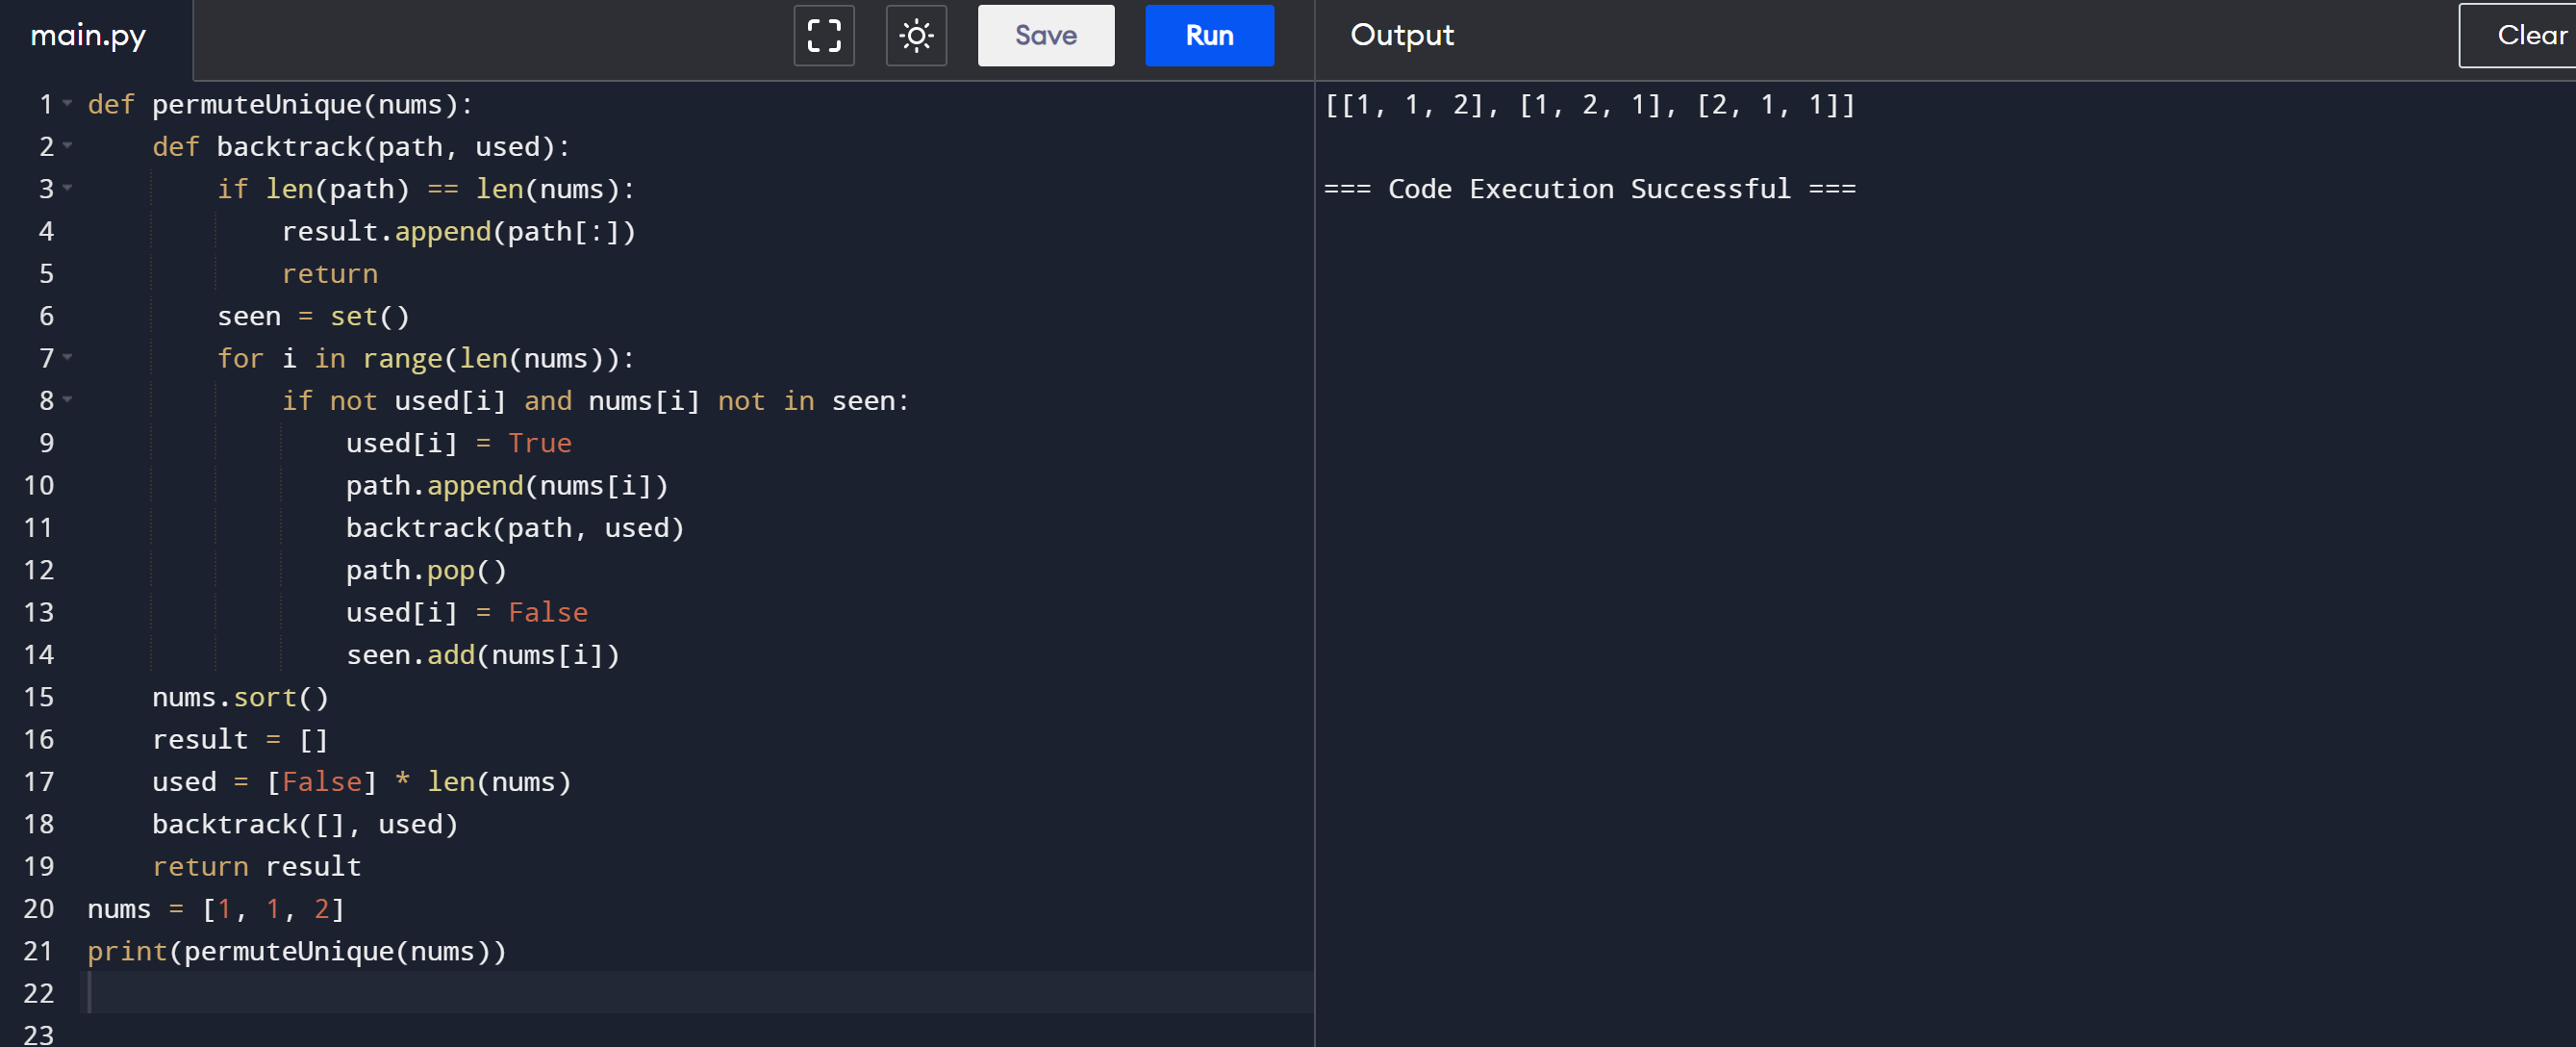 main.py
Save
Run
Output
Clear
1 def permuteUnique(nums):
2     def backtrack(path, used):
3         if len(path) == len(nums):
4             result.append(path[:])
5             return
6         seen = set()
7         for i in range(len(nums)):
8             if not used[i] and nums[i] not in seen:
9                 used[i] = True
10                 path.append(nums[i])
11                 backtrack(path, used)
12                 path.pop()
13                 used[i] = False
14                 seen.add(nums[i])
15     nums.sort()
16     result = []
17     used = [False] * len(nums)
18     backtrack([], used)
19     return result
20 nums = [1, 1, 2]
21 print(permuteUnique(nums))
22
23
[[1, 1, 2], [1, 2, 1], [2, 1, 1]]
=== Code Execution Successful ===